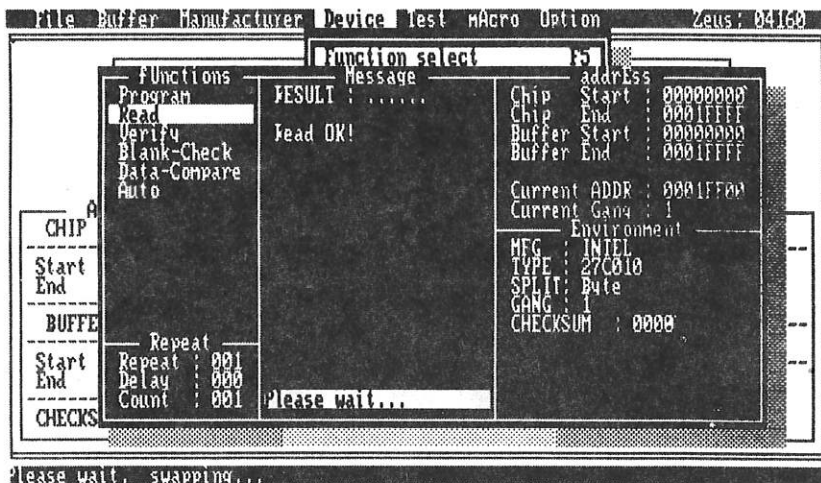 File Buffer Manufacturer Device Test mAcro Option Zeus: 04160
Function select F5
fUnctions
Program
Read
Verify
Blank-Check
Data-Compare
Auto
Repeat
Repeat : 001
Delay : 000
Count : 001
Message
RESULT : ......
Read OK!
Please wait...
addrEss
Chip Start : 00000000
Chip End : 0001FFFF
Buffer Start : 00000000
Buffer End : 0001FFFF
Current ADDR : 0001FF00
Current Gang : 1
Environment
MFG : INTEL
TYPE : 27C010
SPLIT: Byte
GANG : 1
CHECKSUM : 0000
A
CHIP
Start
End
BUFFE
Start
End
CHECKS
Please wait, swapping...